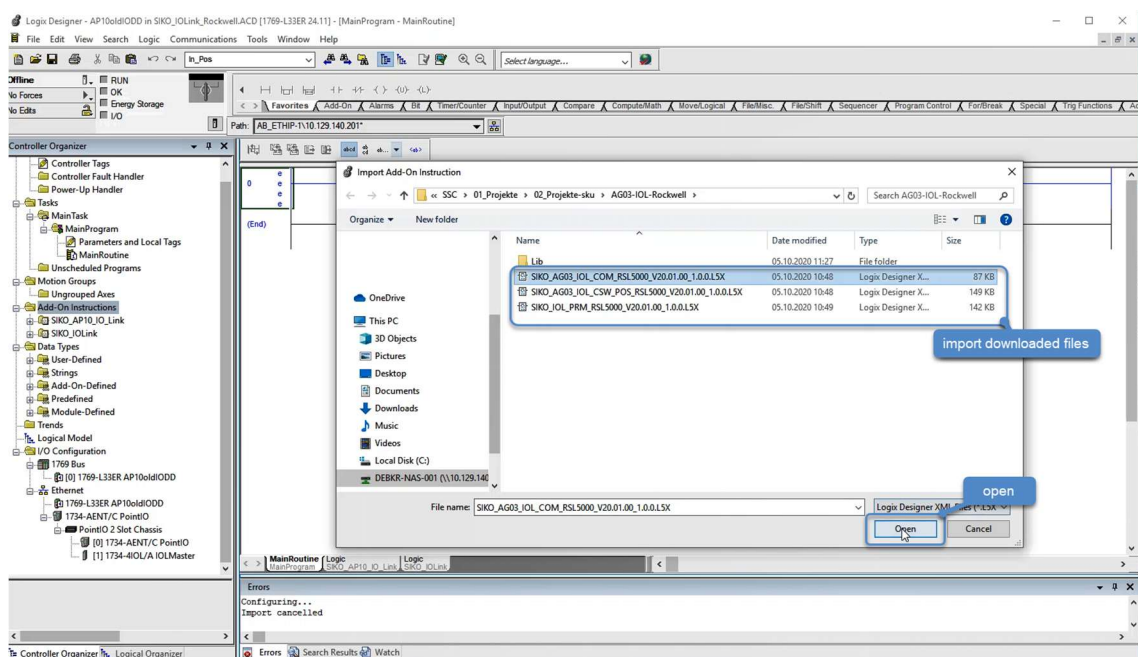 Logix Designer - AP10oldIODD in SIKO_IOLink_Rockwell.ACD [1769-L33ER 24.11] - [MainProgram - MainRoutine]
File Edit View Search Logic Communications Tools Window Help
In_Pos
Select language...
Offline
RUN
No Forces
OK
Energy Storage
No Edits
I/O
Favorites Add-On Alarms Bit Timer/Counter Input/Output Compare Compute/Math Move/Logical File/Misc. File/Shift Sequencer Program Control For/Break Special Trig Functions
Path: AB_ETHIP-1\10.129.140.201*
Controller Organizer
Controller Tags
Controller Fault Handler
Power-Up Handler
Tasks
MainTask
MainProgram
Parameters and Local Tags
MainRoutine
Unscheduled Programs
Motion Groups
Ungrouped Axes
Add-On Instructions
SIKO_AP10_IO_Link
SIKO_IOLink
Data Types
User-Defined
Strings
Add-On-Defined
Predefined
Module-Defined
Trends
Logical Model
I/O Configuration
1769 Bus
[0] 1769-L33ER AP10oldIODD
Ethernet
1769-L33ER AP10oldIODD
1734-AENT/C PointIO
PointIO 2 Slot Chassis
[0] 1734-AENT/C PointIO
[1] 1734-4IOL/A IOLMaster
Controller Organizer Logical Organizer
0
e
e
e
e
(End)
Import Add-On Instruction
« SSC > 01_Projekte > 02_Projekte-sku > AG03-IOL-Rockwell >
Search AG03-IOL-Rockwell
Organize New folder
Name Date modified Type Size
Lib 05.10.2020 11:27 File folder
SIKO_AG03_IOL_COM_RSL5000_V20.01.00_1.0.0.L5X 05.10.2020 10:48 Logix Designer X... 87 KB
SIKO_AG03_IOL_CSW_POS_RSL5000_V20.01.00_1.0.0.L5X 05.10.2020 10:48 Logix Designer X... 149 KB
SIKO_IOL_PRM_RSL5000_V20.01.00_1.0.0.L5X 05.10.2020 10:49 Logix Designer X... 142 KB
import downloaded files
OneDrive
This PC
3D Objects
Pictures
Desktop
Documents
Downloads
Music
Videos
Local Disk (C:)
DEBKR-NAS-001 (\\10.129.140
open
File name: SIKO_AG03_IOL_COM_RSL5000_V20.01.00_1.0.0.L5X
Logix Designer XML Files (*.L5X
Open Cancel
MainRoutine
MainProgram
Logic
SIKO_AP10_IO_Link
Logic
SIKO_IOLink
Errors
Configuring...
Import cancelled
Errors Search Results Watch